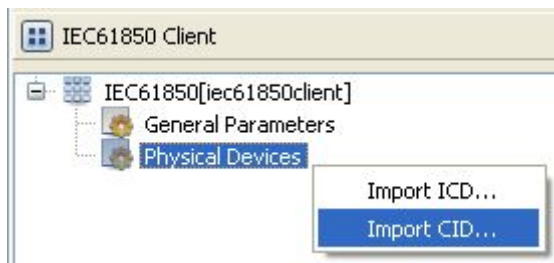 IEC61850 Client
IEC61850[iec61850client]
General Parameters
Physical Devices
Import ICD...
Import CID...